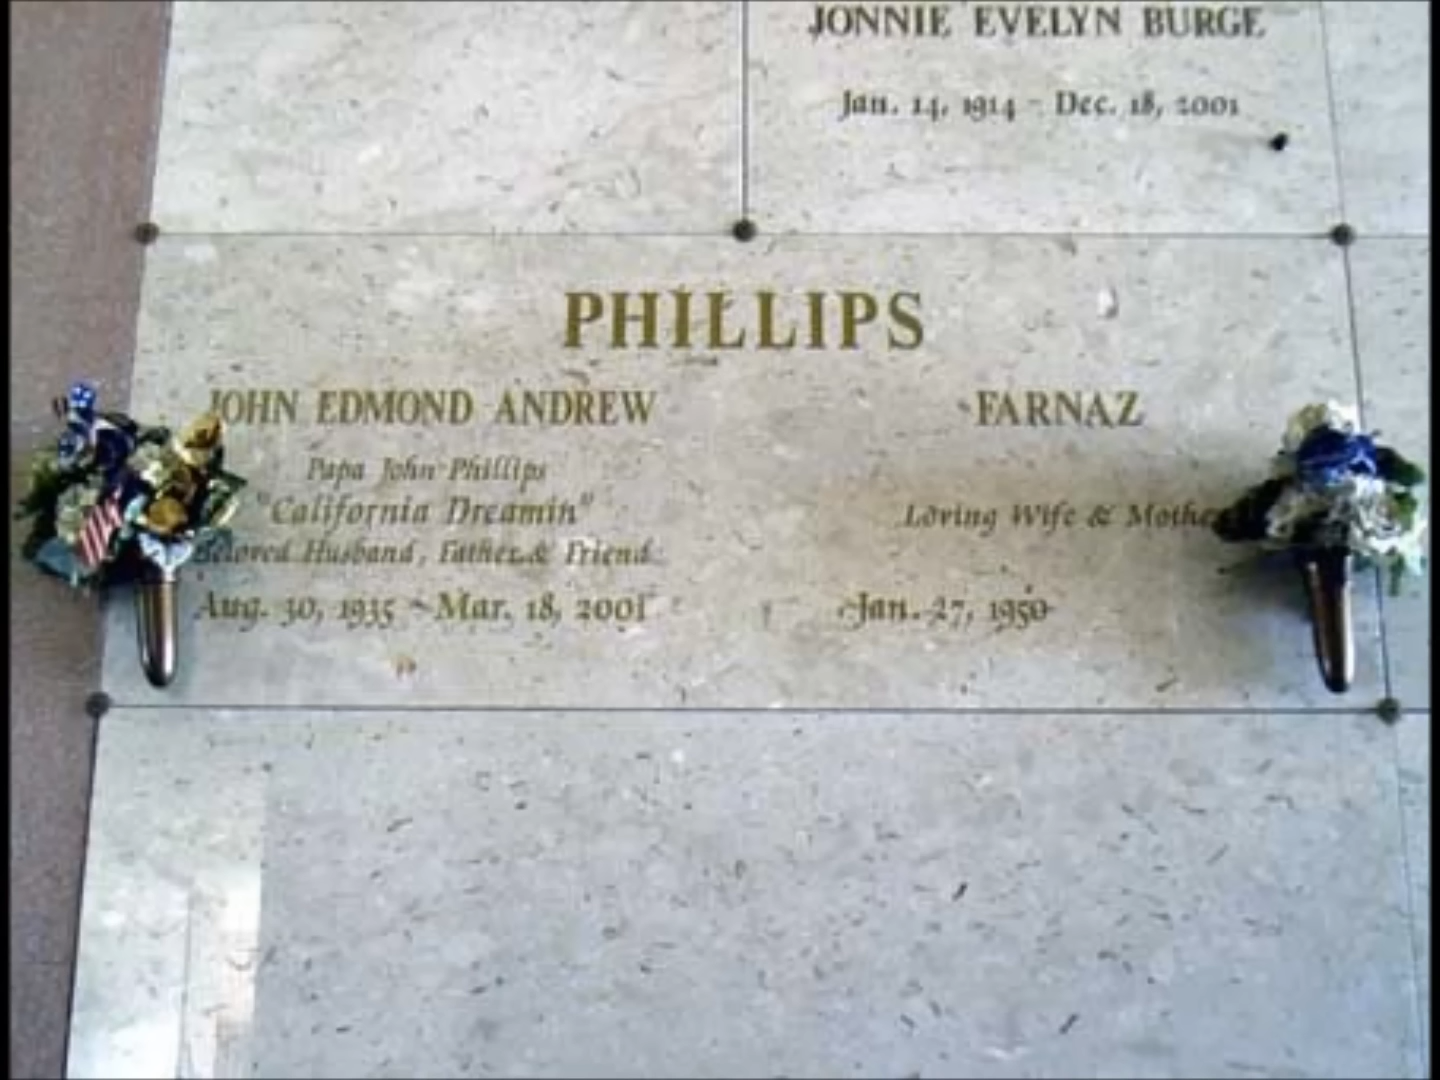 JONNIE EVELYN BURGE
Jan. 14, 1914 - Dec. 18, 2001
PHILLIPS
JOHN EDMOND ANDREW
Papa John Phillips
"California Dreamin"
Beloved Husband, Father & Friend
Aug. 30, 1935 - Mar. 18, 2001
FARNAZ
Loving Wife & Mother
Jan. 27, 1950